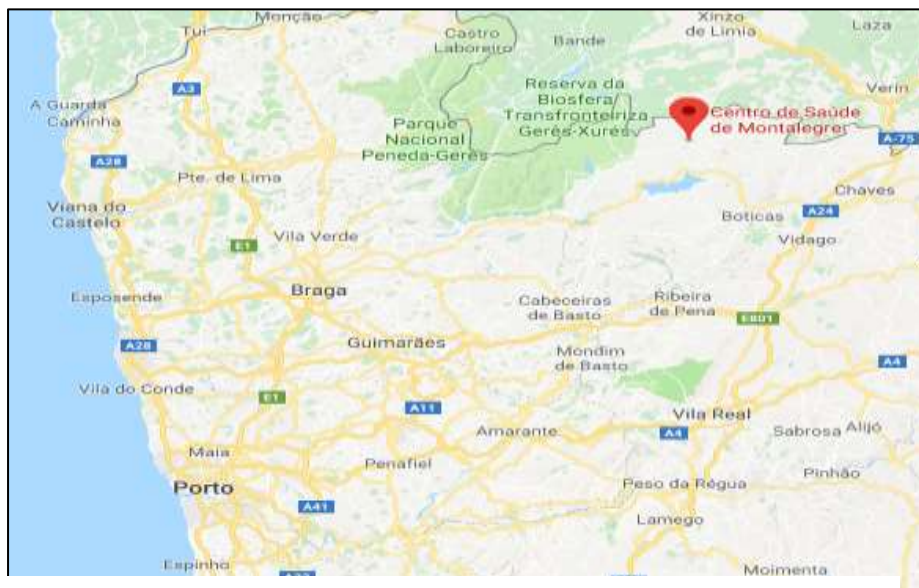 Monção
Xinzo
de Limia
Laza
Tui
Castro
Laboreiro
Bande
A3
Reserva da
Biosfera
Transfronteiriza
Gerês-Xurés
Verín
A Guarda
Caminha
Parque
Nacional
Peneda-Gerês
Centro de Saúde
de Montalegre
A-75
A28
Pte. de Lima
Chaves
Viana do
Castelo
Boticas
A24
E1
Vila Verde
Vidago
Esposende
Braga
Cabeceiras
de Basto
Ribeira
de Pena
E801
A28
Guimarães
Mondim
de Basto
A4
Vila do Conde
E1
A11
Vila Real
Amarante
A4
Sabrosa
Alijó
Maia
Penafiel
Pinhão
Porto
Peso da Régua
A41
Lamego
Espinho
Moimenta